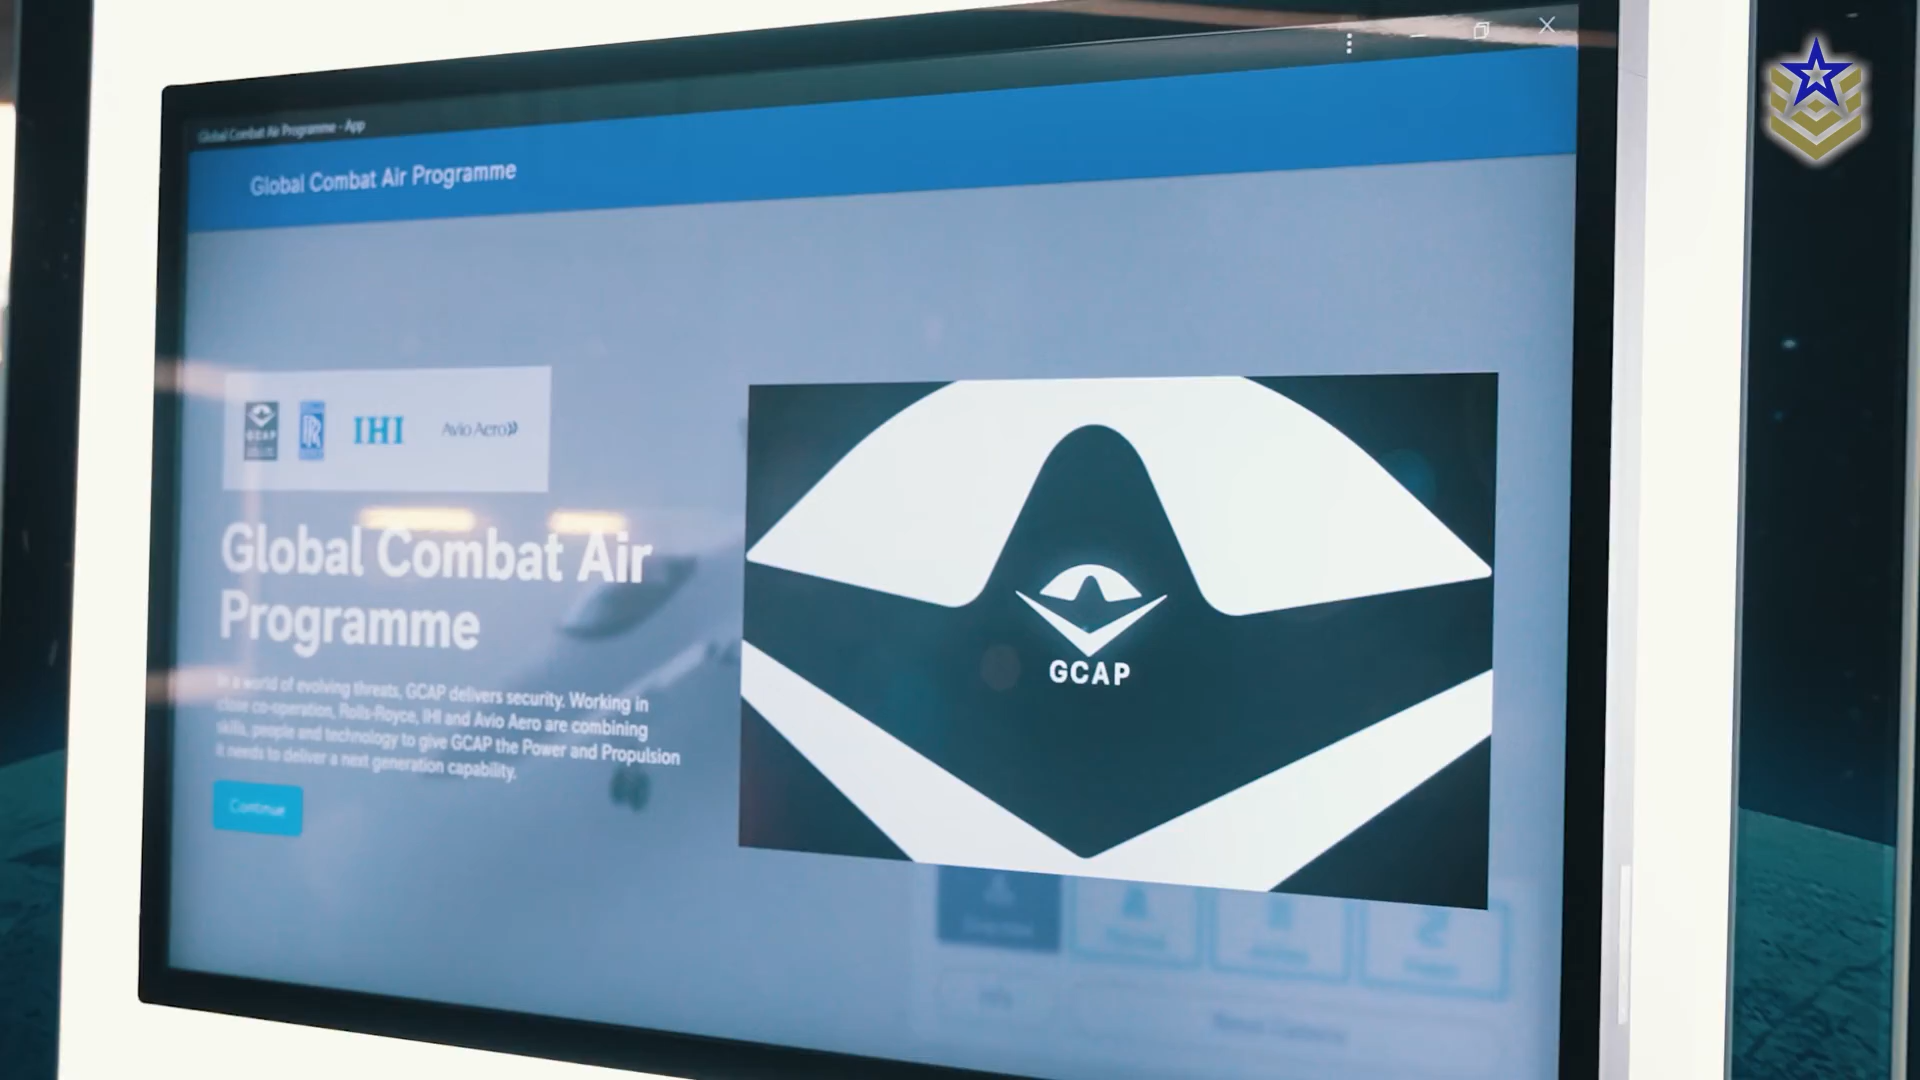 Global Combat Air Programme - App
Global Combat Air Programme
GCAP
RR
IHI
Avio Aero
Global Combat Air
Programme
In a world of evolving threats, GCAP delivers security. Working in
close co-operation, Rolls-Royce, IHI and Avio Aero are combining
skills, people and technology to give GCAP the Power and Propulsion
it needs to deliver a next generation capability.
Continue
GCAP